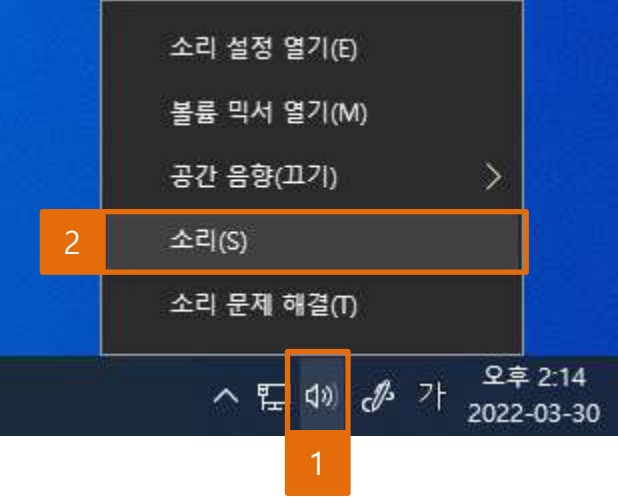 소리 설정 열기(E)
볼륨 믹서 열기(M)
공간 음향(끄기)
2
소리(S)
소리 문제 해결(T)
가
오후 2:14
2022-03-30
1